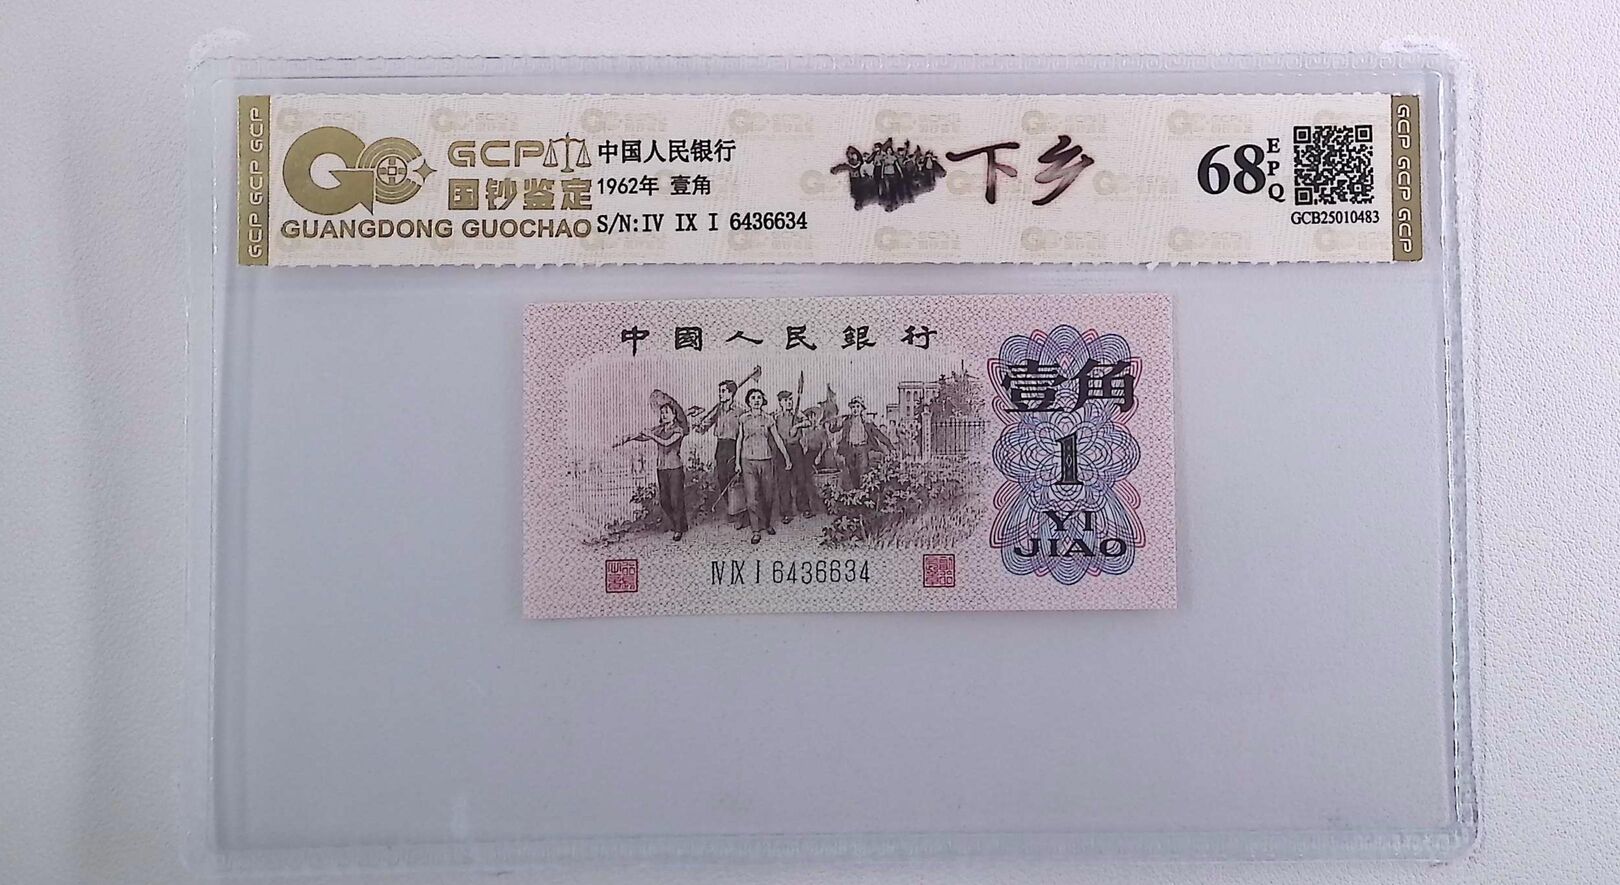 GCP GCP GCP
GCP
国钞鉴定
GUANGDONG GUOCHAO
中国人民银行
1962年 壹角
S/N:IV IX I 6436634
下乡
68
EPQ
GCB25010483
GCP GCP GCP
中國人民銀行
壹角
1
YI
JIAO
IV IX I 6436634